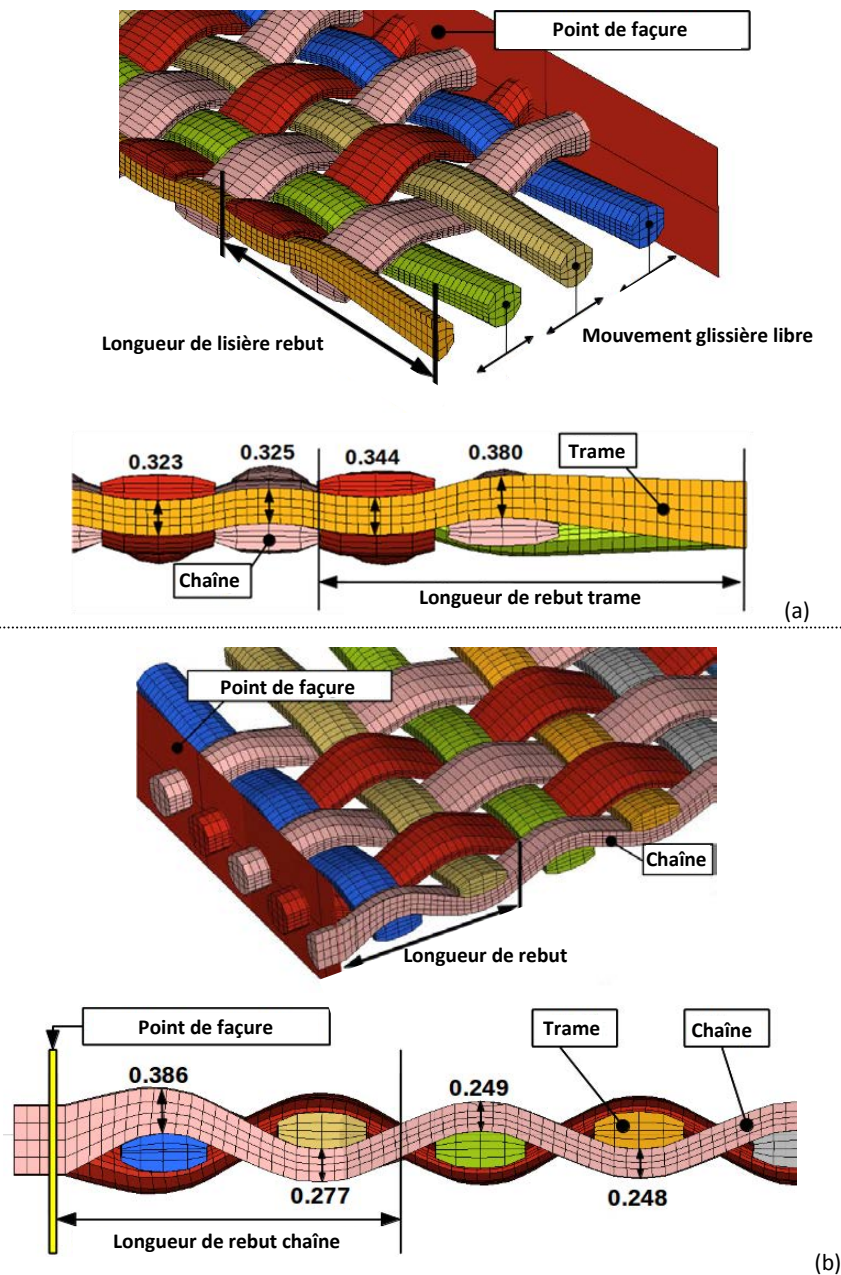 Point de façure
Longueur de lisière rebut
Mouvement glissière libre
0.323
0.325
0.344
0.380
Trame
Chaîne
Longueur de rebut trame
(a)
Point de façure
Chaîne
Longueur de rebut
Point de façure
Trame
Chaîne
0.386
0.249
0.277
0.248
Longueur de rebut chaîne
(b)